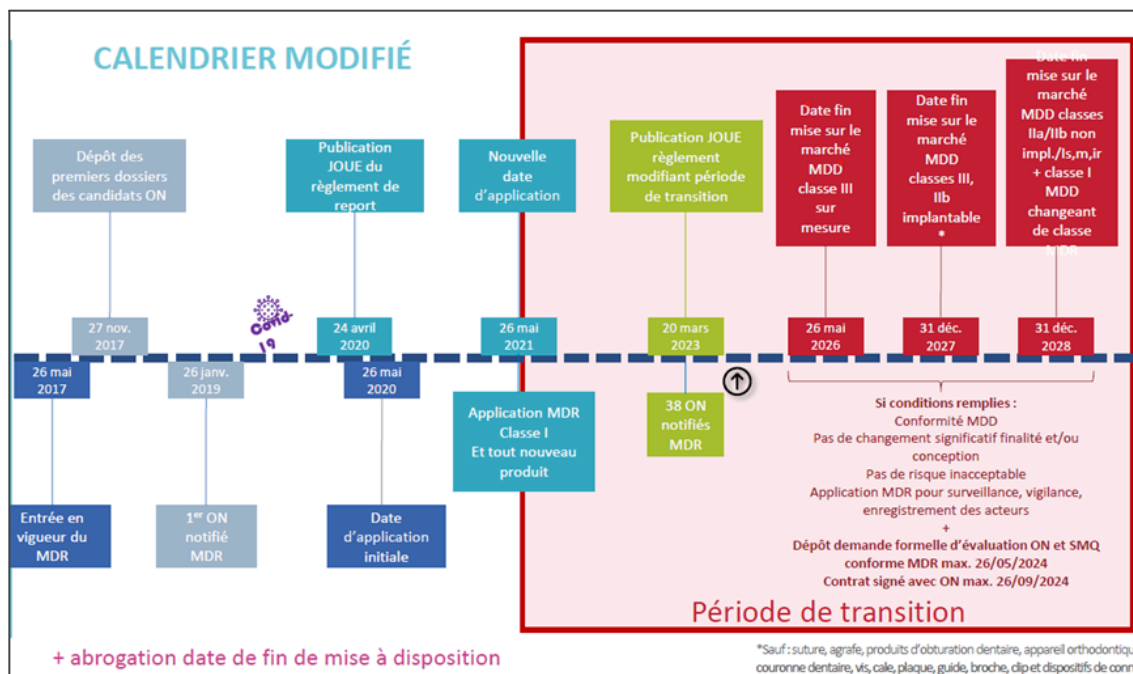 CALENDRIER MODIFIÉ
Dépôt des
premiers dossiers
des candidats ON
Publication
JOUE du
règlement de
report
Nouvelle
date
d'application
Publication JOUE
règlement
modifiant période
de transition
Date fin
mise sur le
marché
MDD
classe III
sur
mesure
Date fin
mise sur le
marché
MDD
classes III,
IIb
implantable
*
Date fin
mise sur le
marché
MDD classes
IIa/IIb non
impl./Is,m,ir
+ classe I
MDD
changeant
de classe
MDR
27 nov.
2017
Covid-
19
24 avril
2020
26 mai
2021
20 mars
2023
26 mai
2026
31 déc.
2027
31 déc.
2028
26 mai
2017
26 janv.
2019
26 mai
2020
Entrée en
vigueur du
MDR
1er ON
notifié
MDR
Date
d'application
initiale
Application MDR
Classe I
Et tout nouveau
produit
38 ON
notifiés
MDR
Si conditions remplies :
Conformité MDD
Pas de changement significatif finalité et/ou
conception
Pas de risque inacceptable
Application MDR pour surveillance, vigilance,
enregistrement des acteurs
+
Dépôt demande formelle d'évaluation ON et SMQ
conforme MDR max. 26/05/2024
Contrat signé avec ON max. 26/09/2024
Période de transition
+ abrogation date de fin de mise à disposition
*Sauf : suture, agrafe, produits d'obturation dentaire, appareil orthodontiqu
couronne dentaire, vis, cale, plaque, guide, broche, clip et dispositifs de conn